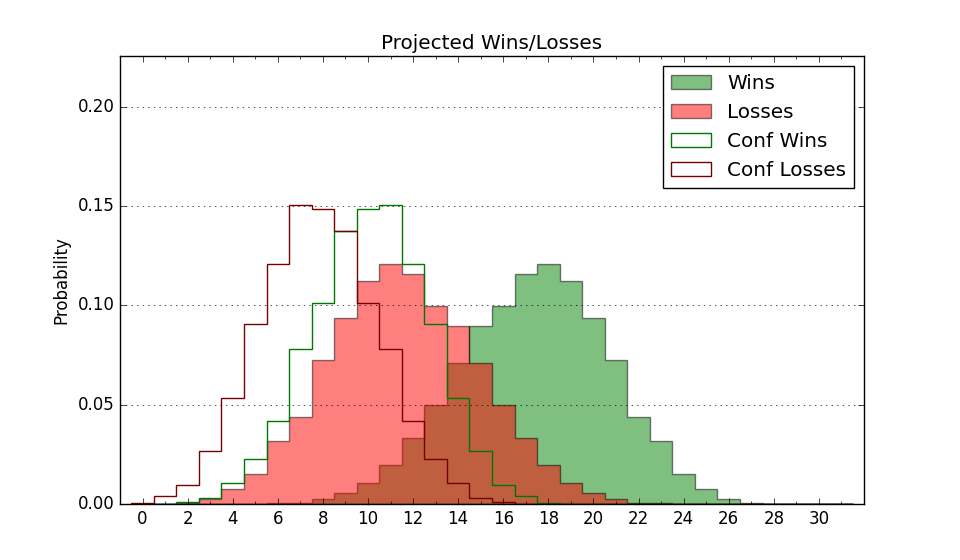 Projected Wins/Losses
Wins
Losses
Conf Wins
Conf Losses
Probability
0.20
0.15
0.10
0.05
0.00
0 2 4 6 8 10 12 14 16 18 20 22 24 26 28 30